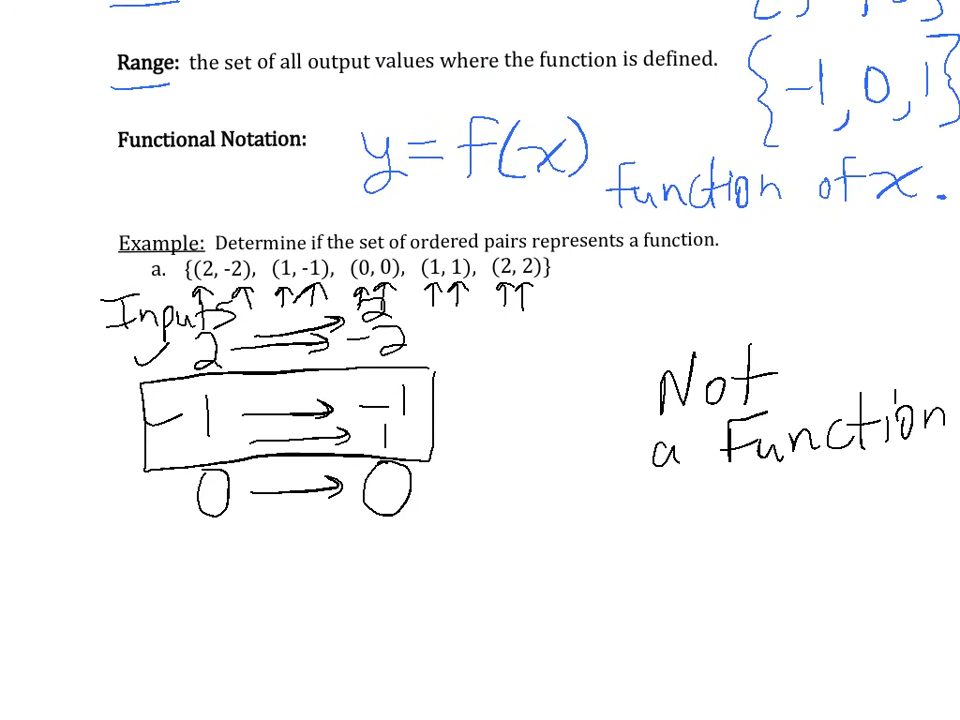 Range: the set of all output values where the function is defined.
{-1, 0, 1}
Functional Notation: y = f(x)
function of x.
Example: Determine if the set of ordered pairs represents a function.
a. {(2, -2), (1, -1), (0, 0), (1, 1), (2, 2)}
Inputs
2
2 -2
Not
1 -1
a Function
1
0 0